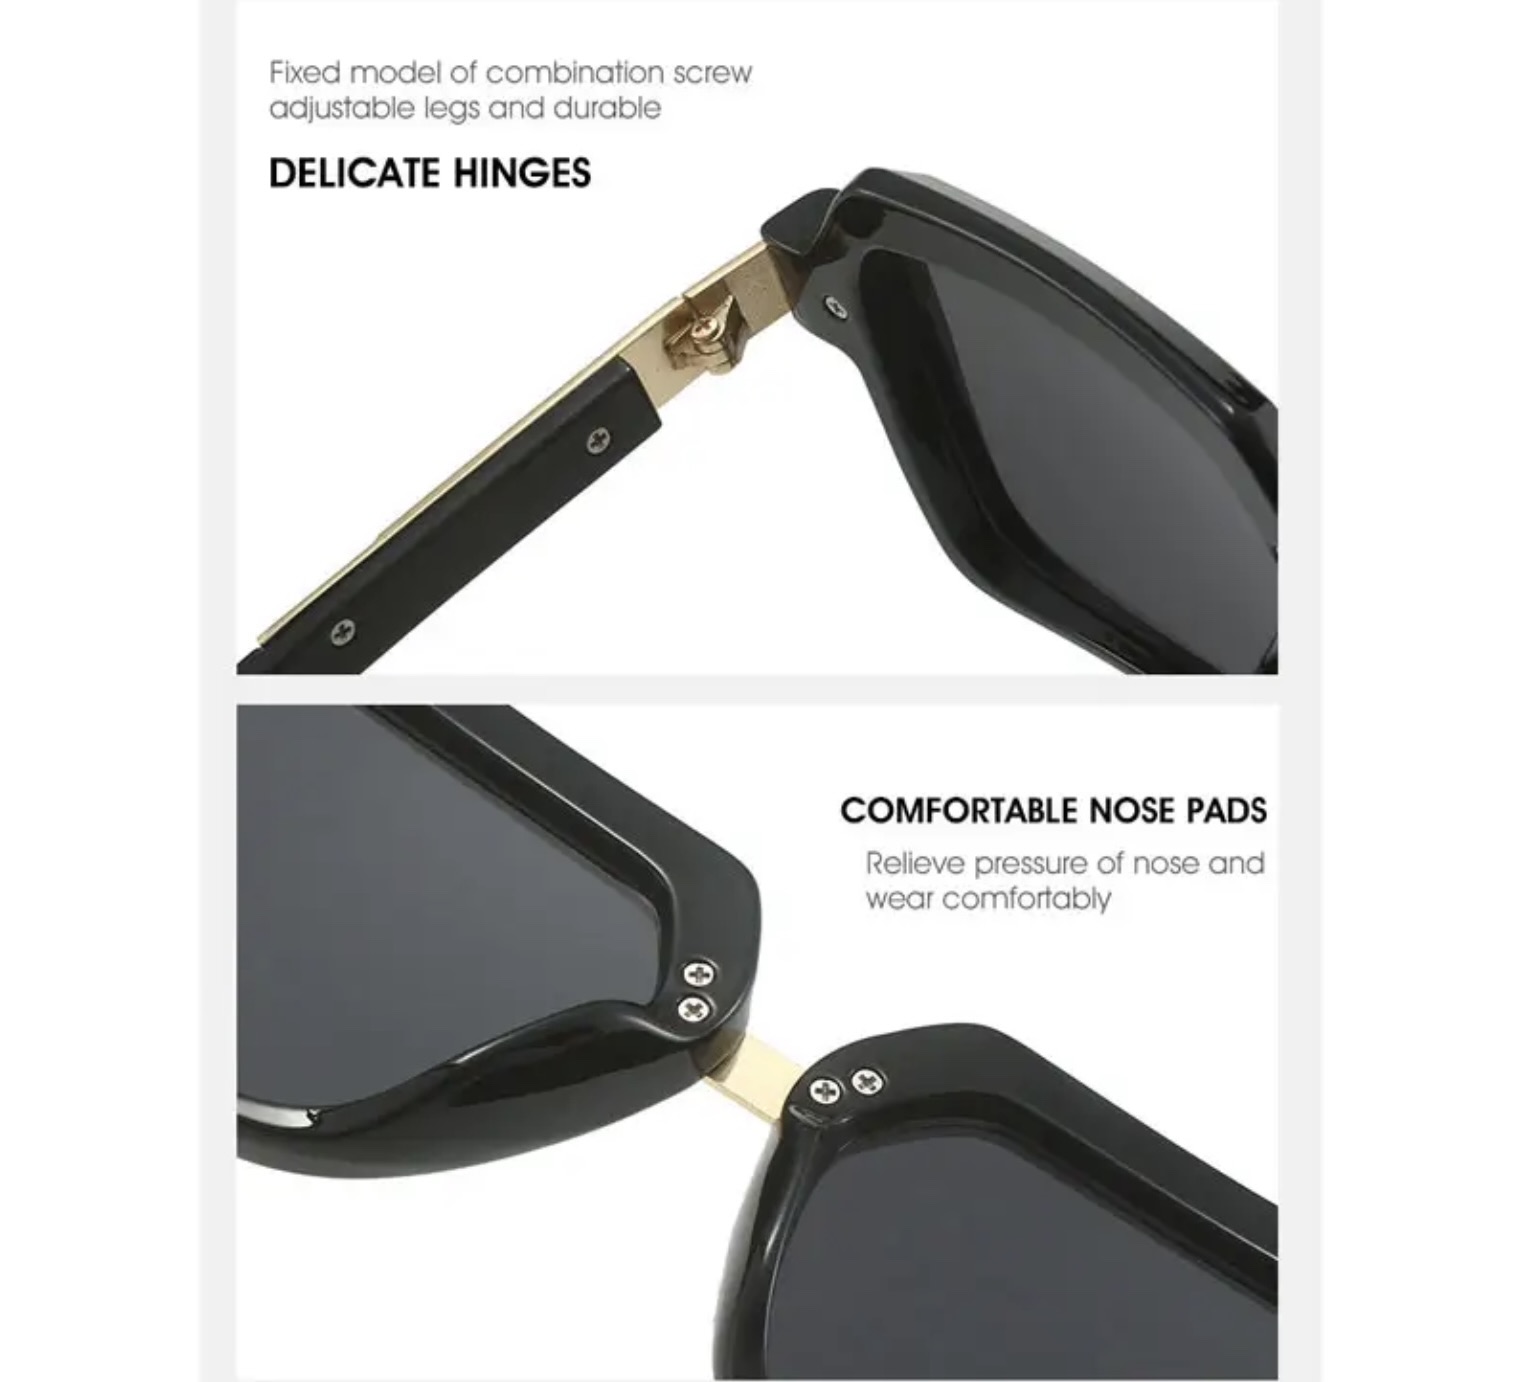 Fixed model of combination screw
adjustable legs and durable
DELICATE HINGES
COMFORTABLE NOSE PADS
Relieve pressure of nose and
wear comfortably